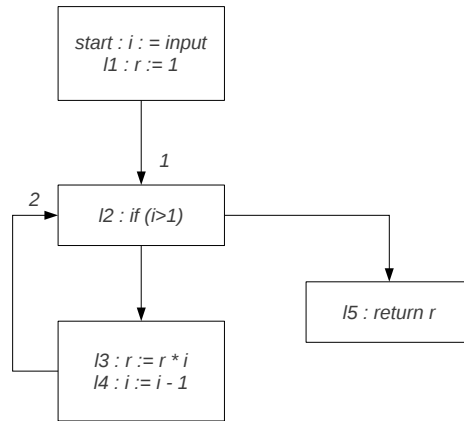 start : i : = input
l1 : r := 1
1
2
l2 : if (i>1)
l5 : return r
l3 : r := r * i
l4 : i := i - 1